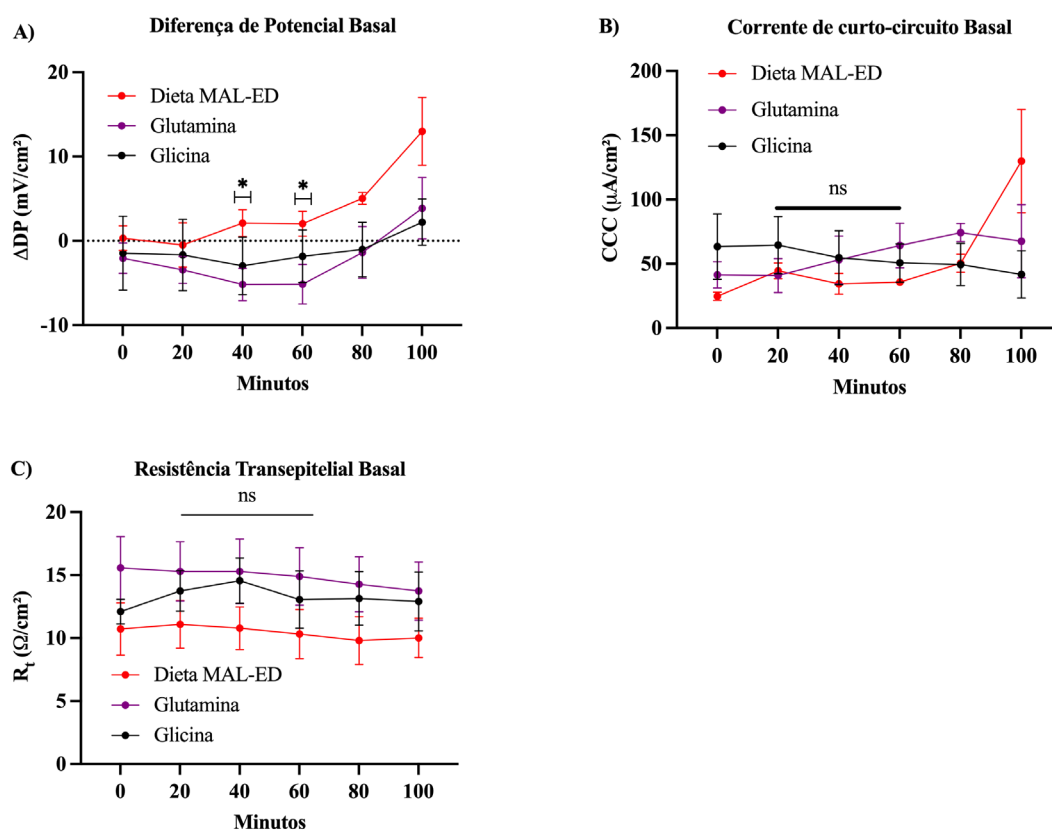 A)
Diferença de Potencial Basal
ΔDP (mV/cm²)
20
10
0
-10
Dieta MAL-ED
Glutamina
Glicina
*
*
0 20 40 60 80 100
Minutos
B)
Corrente de curto-circuito Basal
CCC (μA/cm²)
200
150
100
50
0
Dieta MAL-ED
Glutamina
Glicina
ns
0 20 40 60 80 100
Minutos
C)
Resistência Transepitelial Basal
ns
Rt (Ω/cm²)
20
15
10
5
0
Dieta MAL-ED
Glutamina
Glicina
0 20 40 60 80 100
Minutos